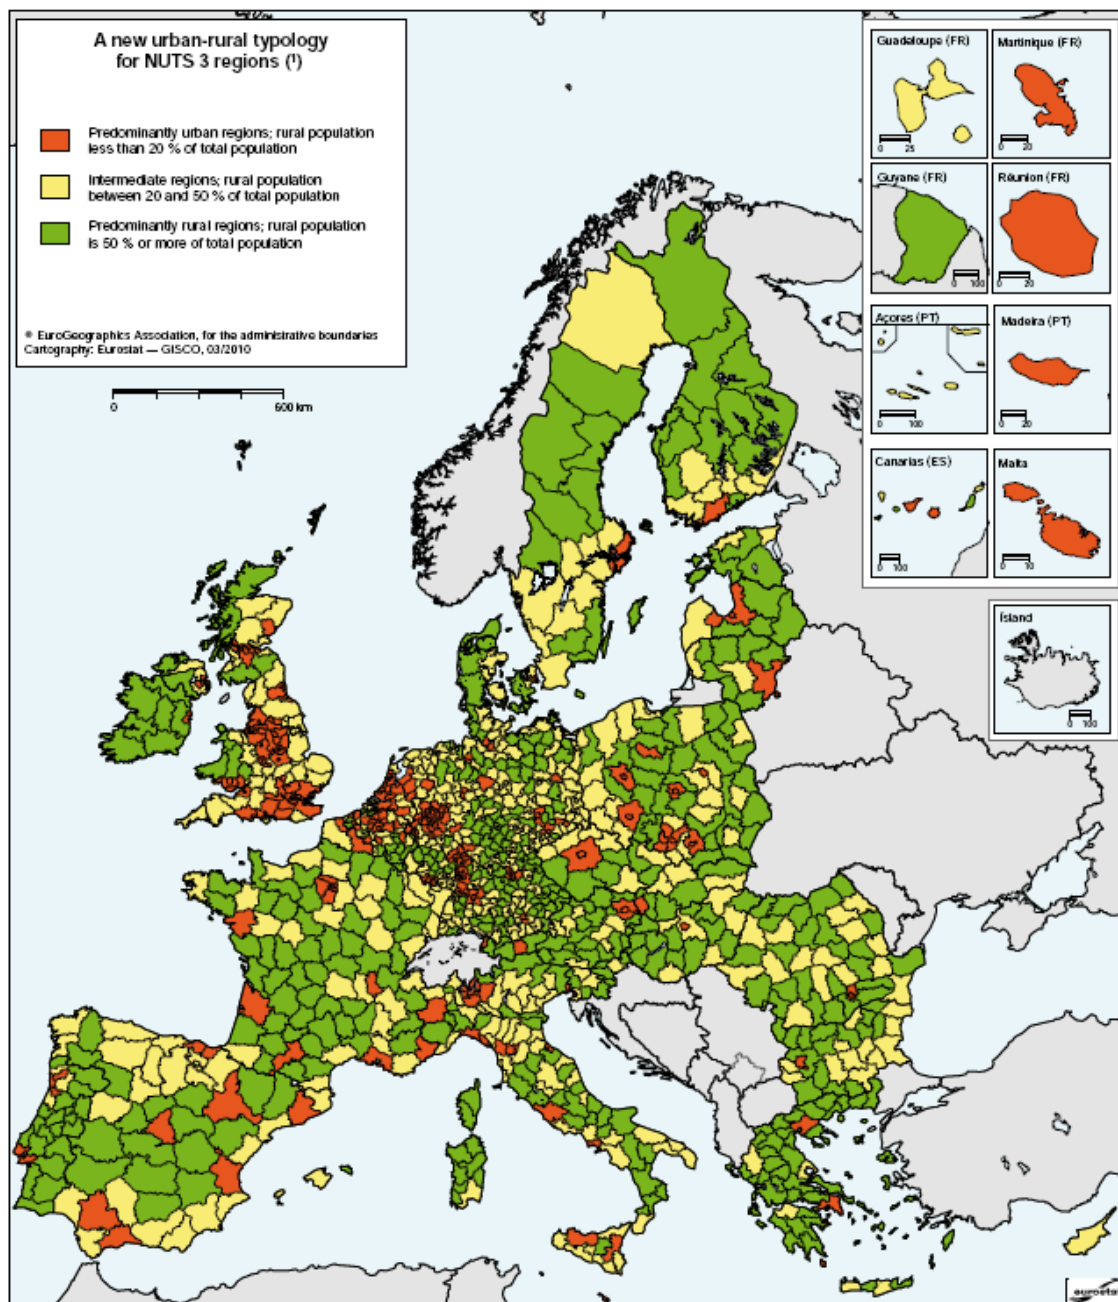 A new urban-rural typology
for NUTS 3 regions (¹)
Predominantly urban regions; rural population
less than 20 % of total population
Intermediate regions; rural population
between 20 and 50 % of total population
Predominantly rural regions; rural population
is 50 % or more of total population
© EuroGeographics Association, for the administrative boundaries
Cartography: Eurostat — GISCO, 03/2010
0 600 km
Guadeloupe (FR)
0 25
Martinique (FR)
0 20
Guyane (FR)
0 100
Réunion (FR)
0 20
Açores (PT)
0 100
Madeira (PT)
0 20
Canarias (ES)
0 100
Malta
0 10
Ísland
0 100